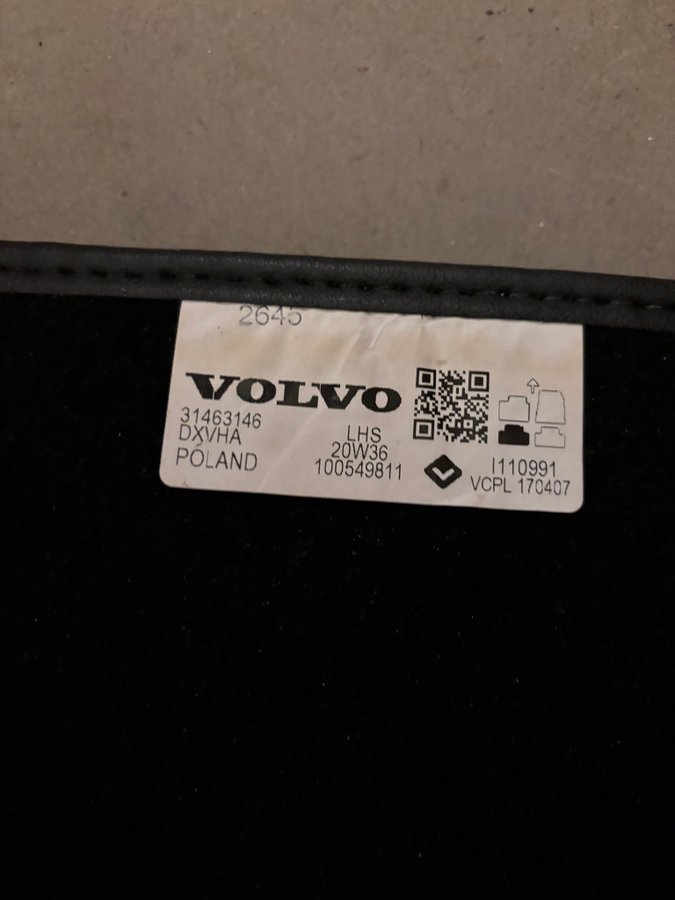 2645
VOLVO
31463146
DXVHA LHS
20W36
POLAND 100549811
I110991
VCPL 170407